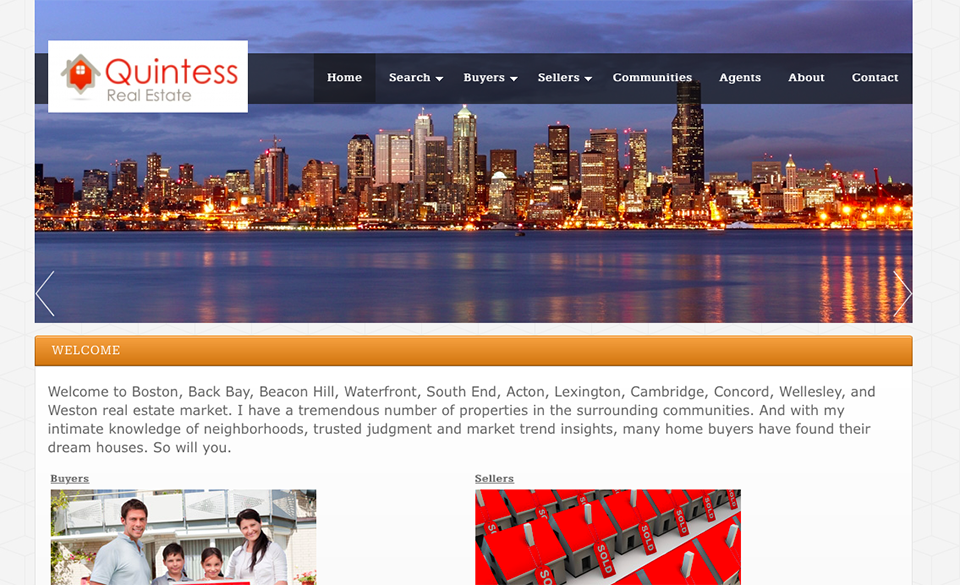 Quintess
Real Estate
Home Search Buyers Sellers Communities Agents About Contact
WELCOME
Welcome to Boston, Back Bay, Beacon Hill, Waterfront, South End, Acton, Lexington, Cambridge, Concord, Wellesley, and
Weston real estate market. I have a tremendous number of properties in the surrounding communities. And with my
intimate knowledge of neighborhoods, trusted judgment and market trend insights, many home buyers have found their
dream houses. So will you.
Buyers Sellers
SOLD SOLD SOLD SOLD SOLD